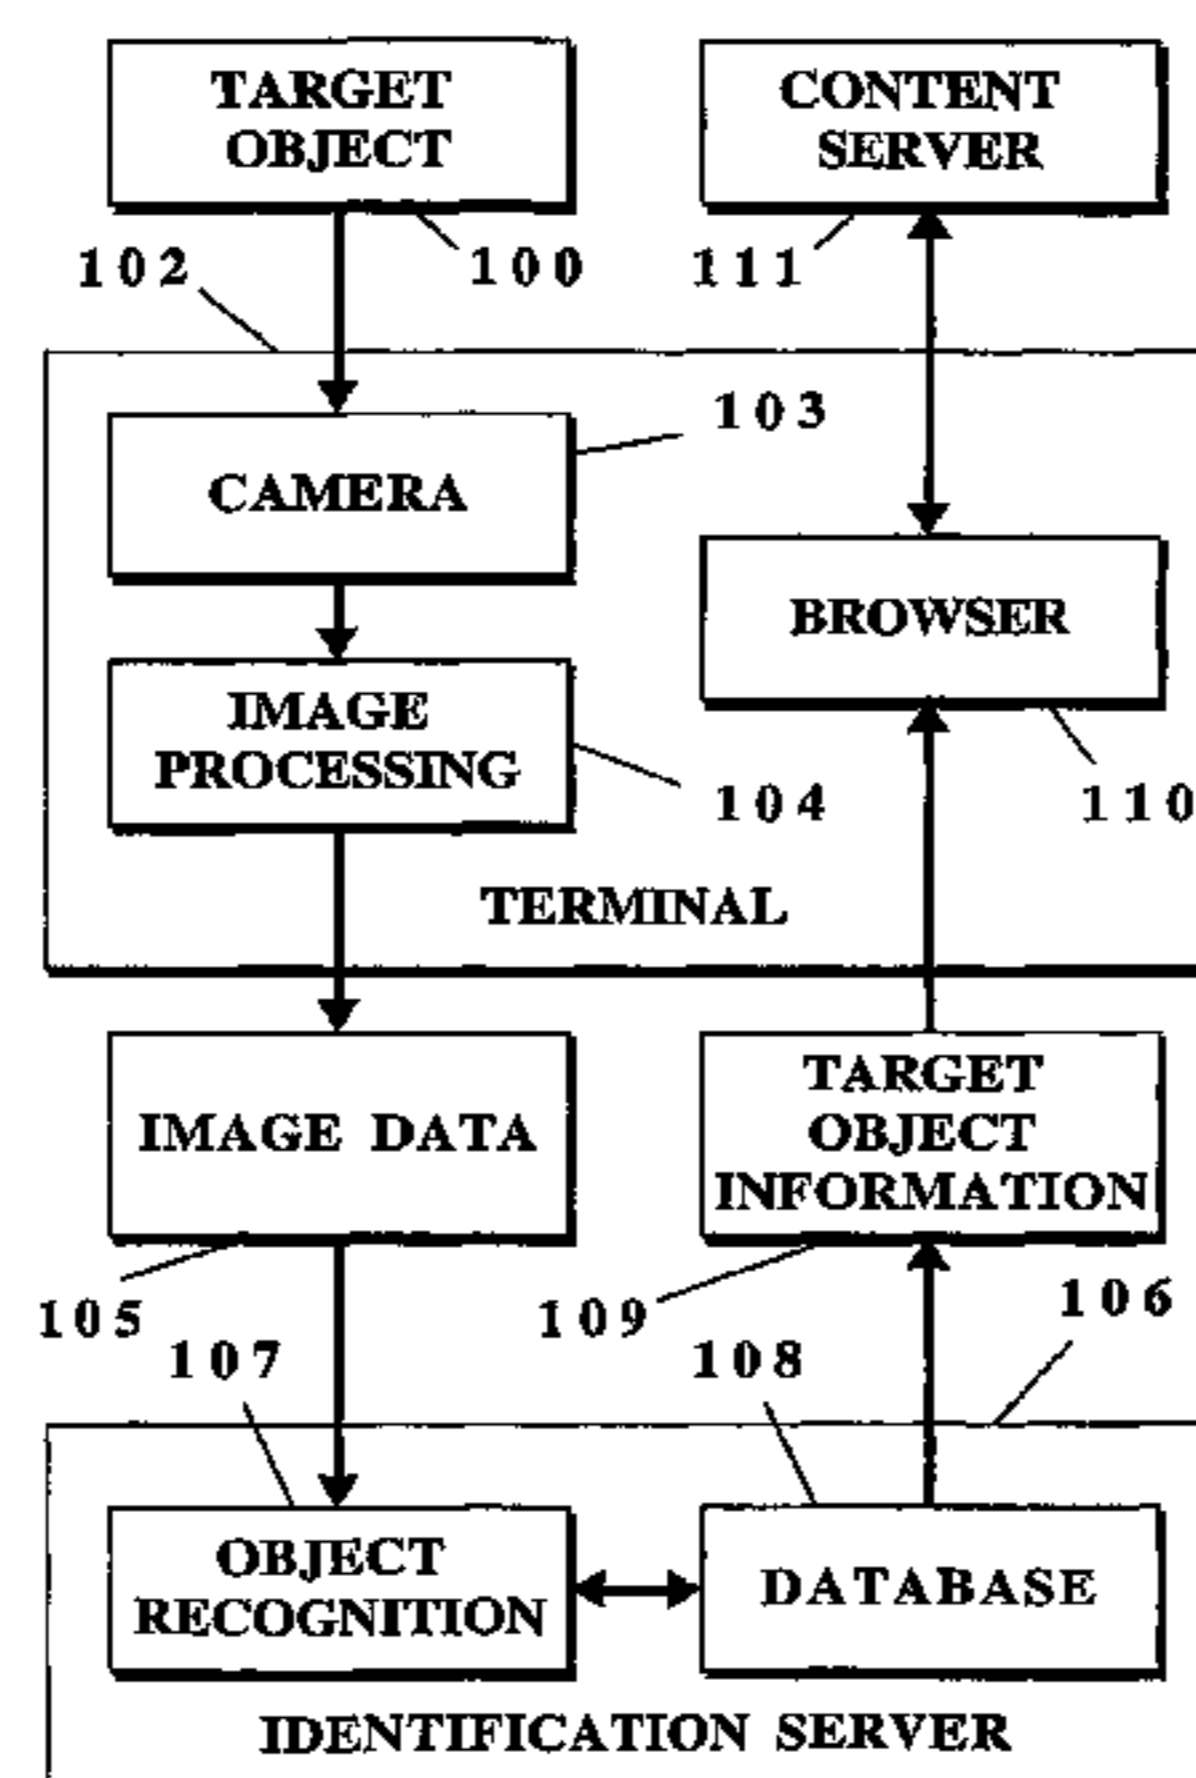 TARGET
OBJECT
CONTENT
SERVER
102
100
111
103
CAMERA
BROWSER
IMAGE
PROCESSING
104
110
TERMINAL
IMAGE DATA
TARGET
OBJECT
INFORMATION
105
109
106
107
108
OBJECT
RECOGNITION
DATABASE
IDENTIFICATION SERVER